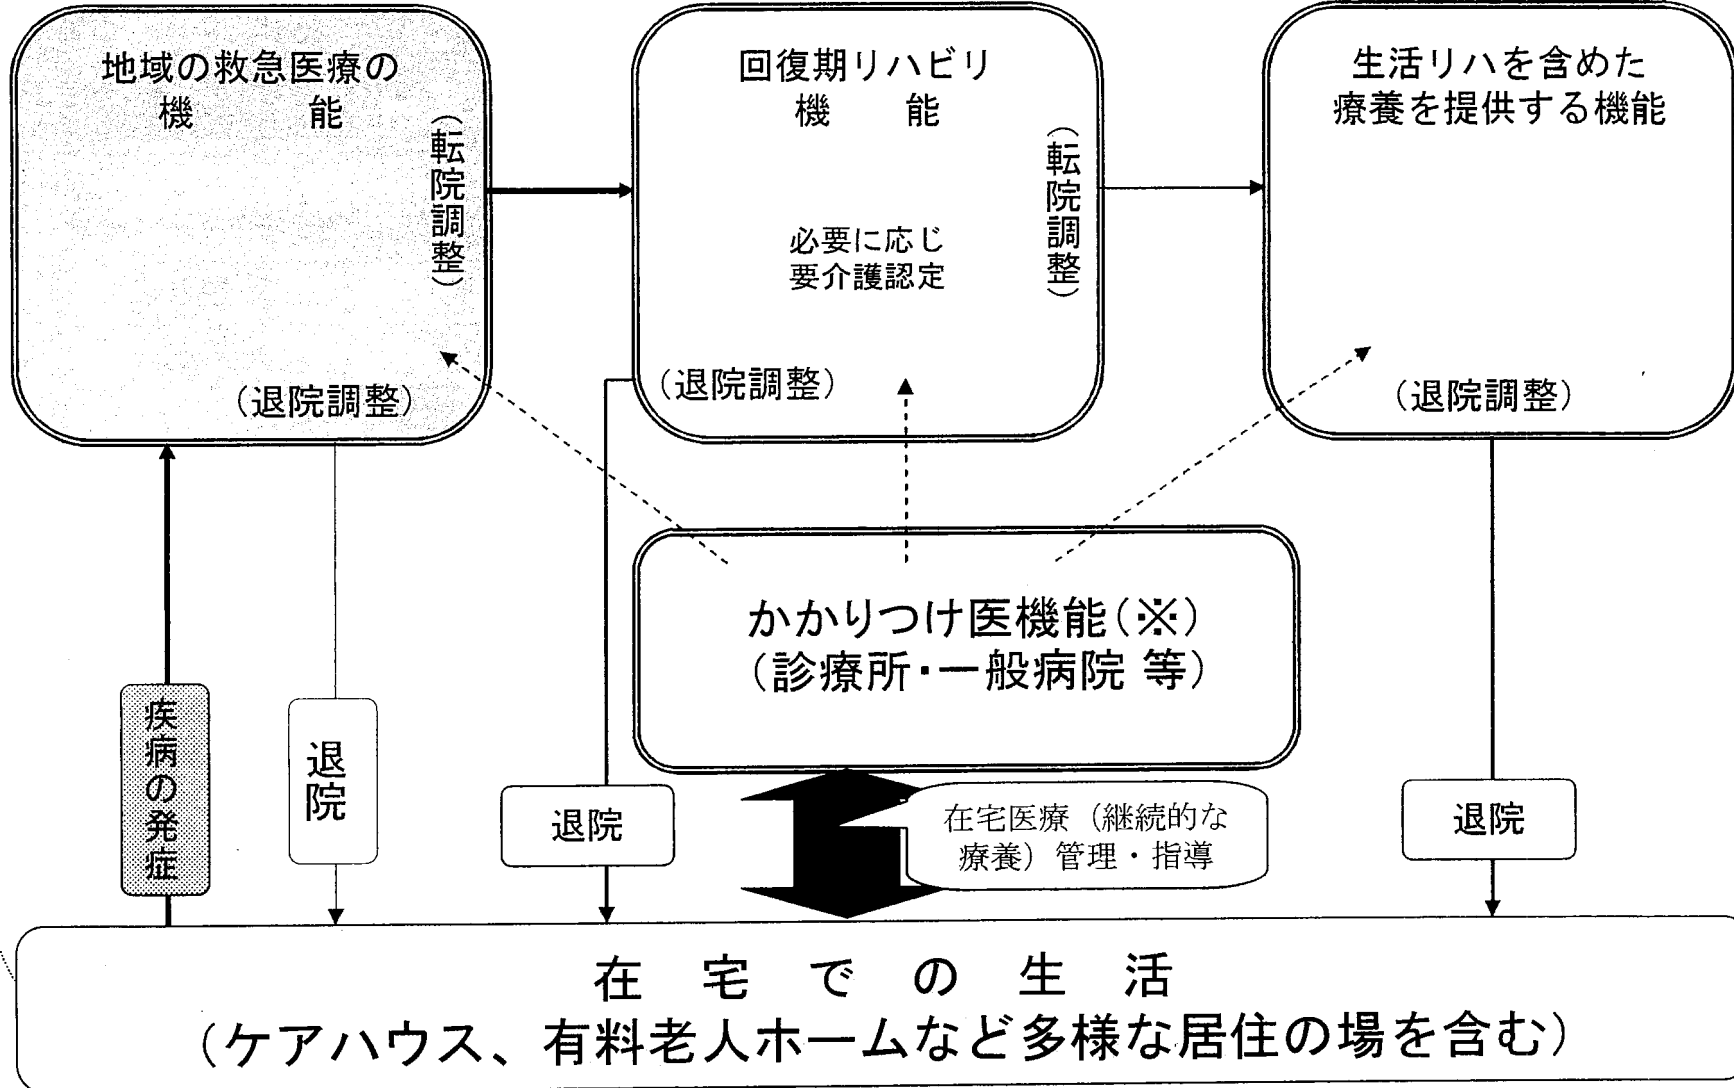 地域の救急医療の
機 能
（転院調整）
（退院調整）
回復期リハビリ
機 能
（転院調整）
必要に応じ
要介護認定
（退院調整）
生活リハを含めた
療養を提供する機能
（退院調整）
かかりつけ医機能（※）
（診療所・一般病院 等）
疾病の発症
退院
退院
在宅医療（継続的な
療養）管理・指導
退院
在 宅 で の 生 活
（ケアハウス、有料老人ホームなど多様な居住の場を含む）